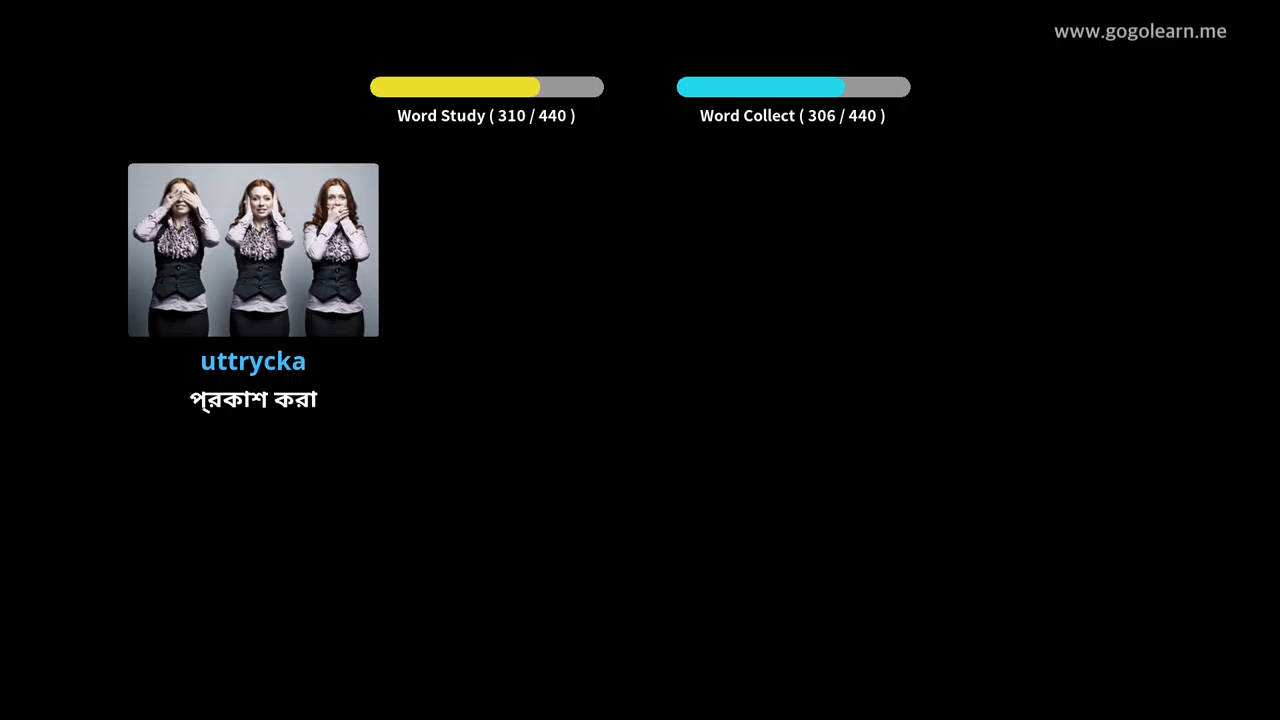 www.gogolearn.me
Word Study ( 310 / 440 )
Word Collect ( 306 / 440 )
uttrycka
প্রকাশ করা